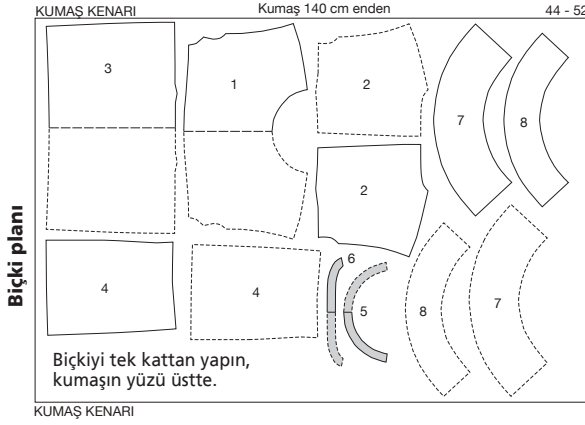 KUMAŞ KENARI
Kumaş 140 cm enden
44 - 52
3
1
2
7
8
2
Biçki planı
4
4
6
5
8
7
Biçkiyi tek kattan yapın,
kumaşın yüzü üstte.
KUMAŞ KENARI